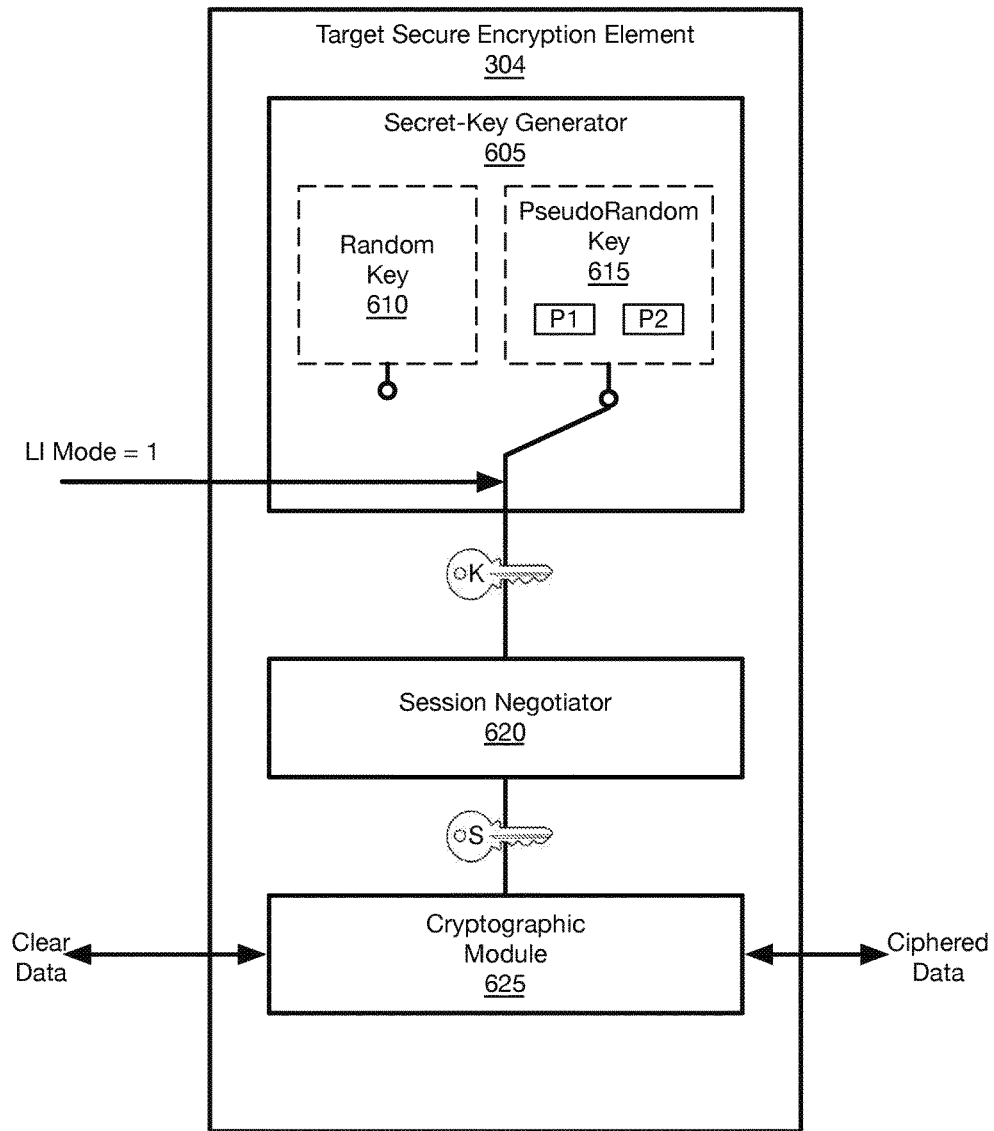 Target Secure Encryption Element
304
Secret-Key Generator
605
Random
Key
610
PseudoRandom
Key
615
P1
P2
LI Mode = 1
K
Session Negotiator
620
S
Clear
Data
Cryptographic
Module
625
Ciphered
Data